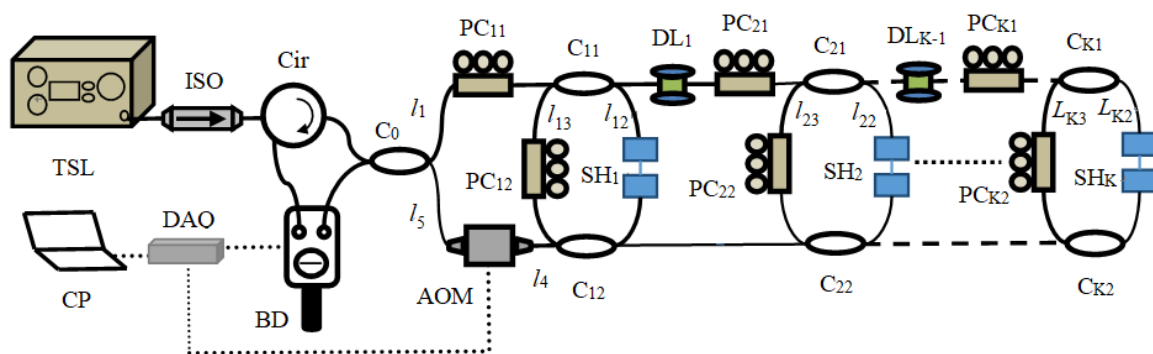 PC11
C11
DL1
PC21
C21
DLK-1
PCK1
CK1
Cir
ISO
TSL
l1
C0
l13
l12
l23
l22
LK3
LK2
PC12
SH1
PC22
SH2
PCK2
SHK
l5
DAQ
CP
BD
AOM
l4
C12
C22
CK2